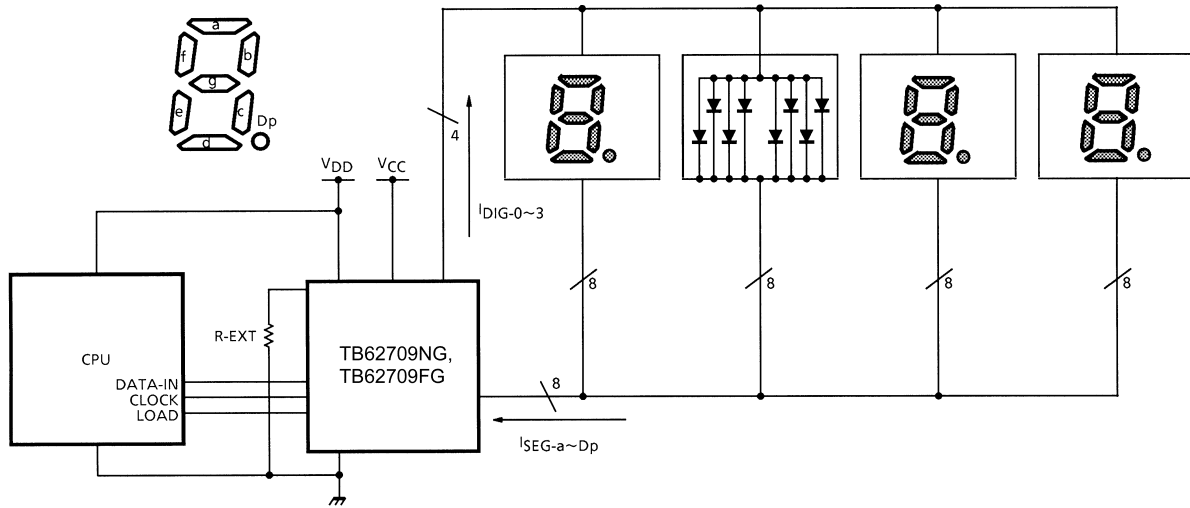 a
f
b
g
e
c
d
Dp
VDD
VCC
4
IDIG-0~3
8
8
8
8
R-EXT
CPU
TB62709NG,
TB62709FG
DATA-IN
CLOCK
LOAD
8
ISEG-a~Dp